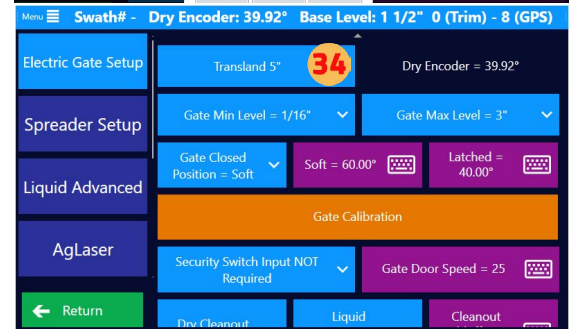 Menu Swath# - Dry Encoder: 39.92° Base Level: 1 1/2" 0 (Trim) - 8 (GPS)
Electric Gate Setup
Transland 5"
34
Dry Encoder = 39.92°
Spreader Setup
Gate Min Level = 1/16"
Gate Max Level = 3"
Gate Closed
Position = Soft
Soft = 60.00°
Latched =
40.00°
Liquid Advanced
Gate Calibration
AgLaser
Security Switch Input NOT
Required
Gate Door Speed = 25
Return
Dry Cleanout
Liquid
Cleanout